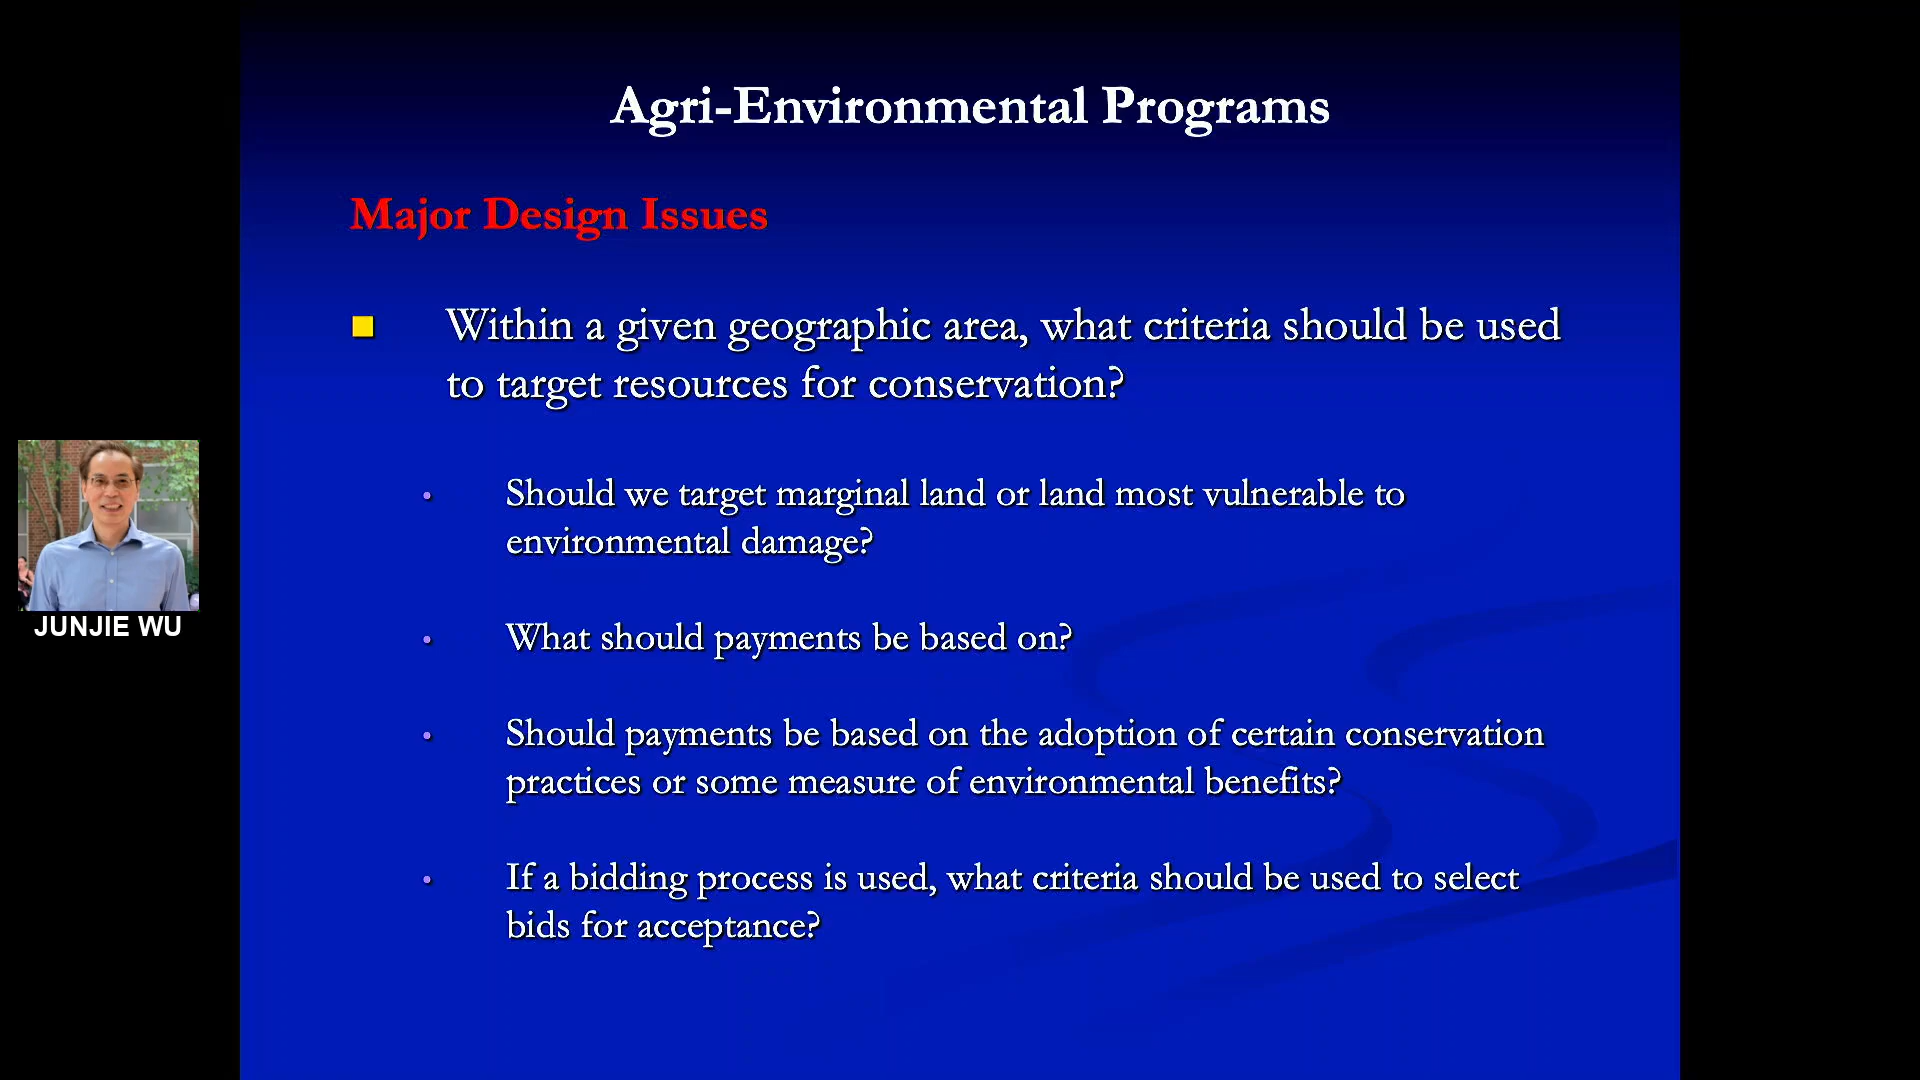 Agri-Environmental Programs
Major Design Issues
Within a given geographic area, what criteria should be used
to target resources for conservation?
Should we target marginal land or land most vulnerable to
environmental damage?
What should payments be based on?
Should payments be based on the adoption of certain conservation
practices or some measure of environmental benefits?
If a bidding process is used, what criteria should be used to select
bids for acceptance?
JUNJIE WU